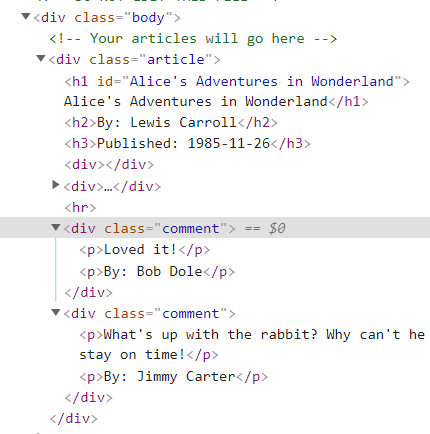 ▼<div class="body">
<!-- Your articles will go here -->
▼<div class="article">
<h1 id="Alice's Adventures in Wonderland">
Alice's Adventures in Wonderland</h1>
<h2>By: Lewis Carroll</h2>
<h3>Published: 1985-11-26</h3>
<div></div>
▶<div>…</div>
<hr>
▼<div class="comment"> == $0
<p>Loved it!</p>
<p>By: Bob Dole</p>
</div>
▼<div class="comment">
<p>What's up with the rabbit? Why can't he
stay on time!</p>
<p>By: Jimmy Carter</p>
</div>
</div>